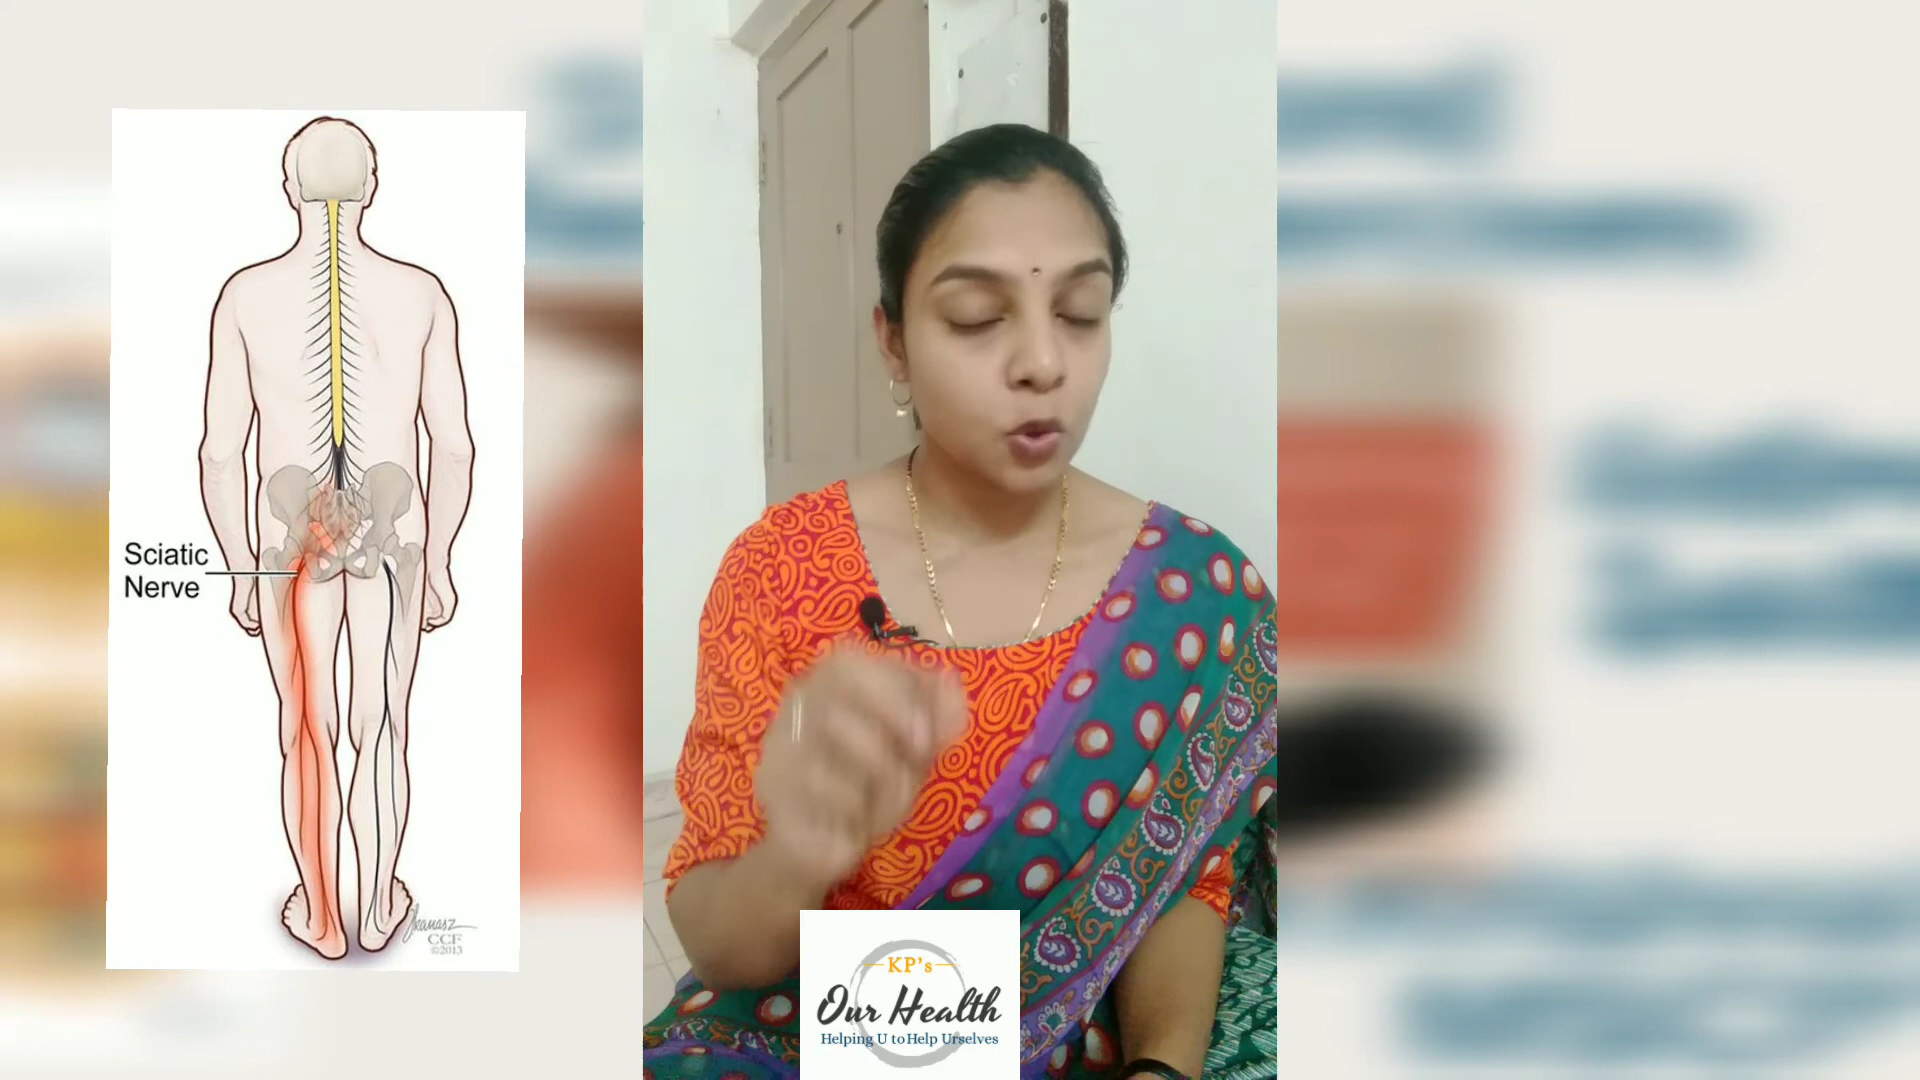 Sciatic
Nerve
CCF
©2013
KP's
Our Health
Helping U to Help Urselves